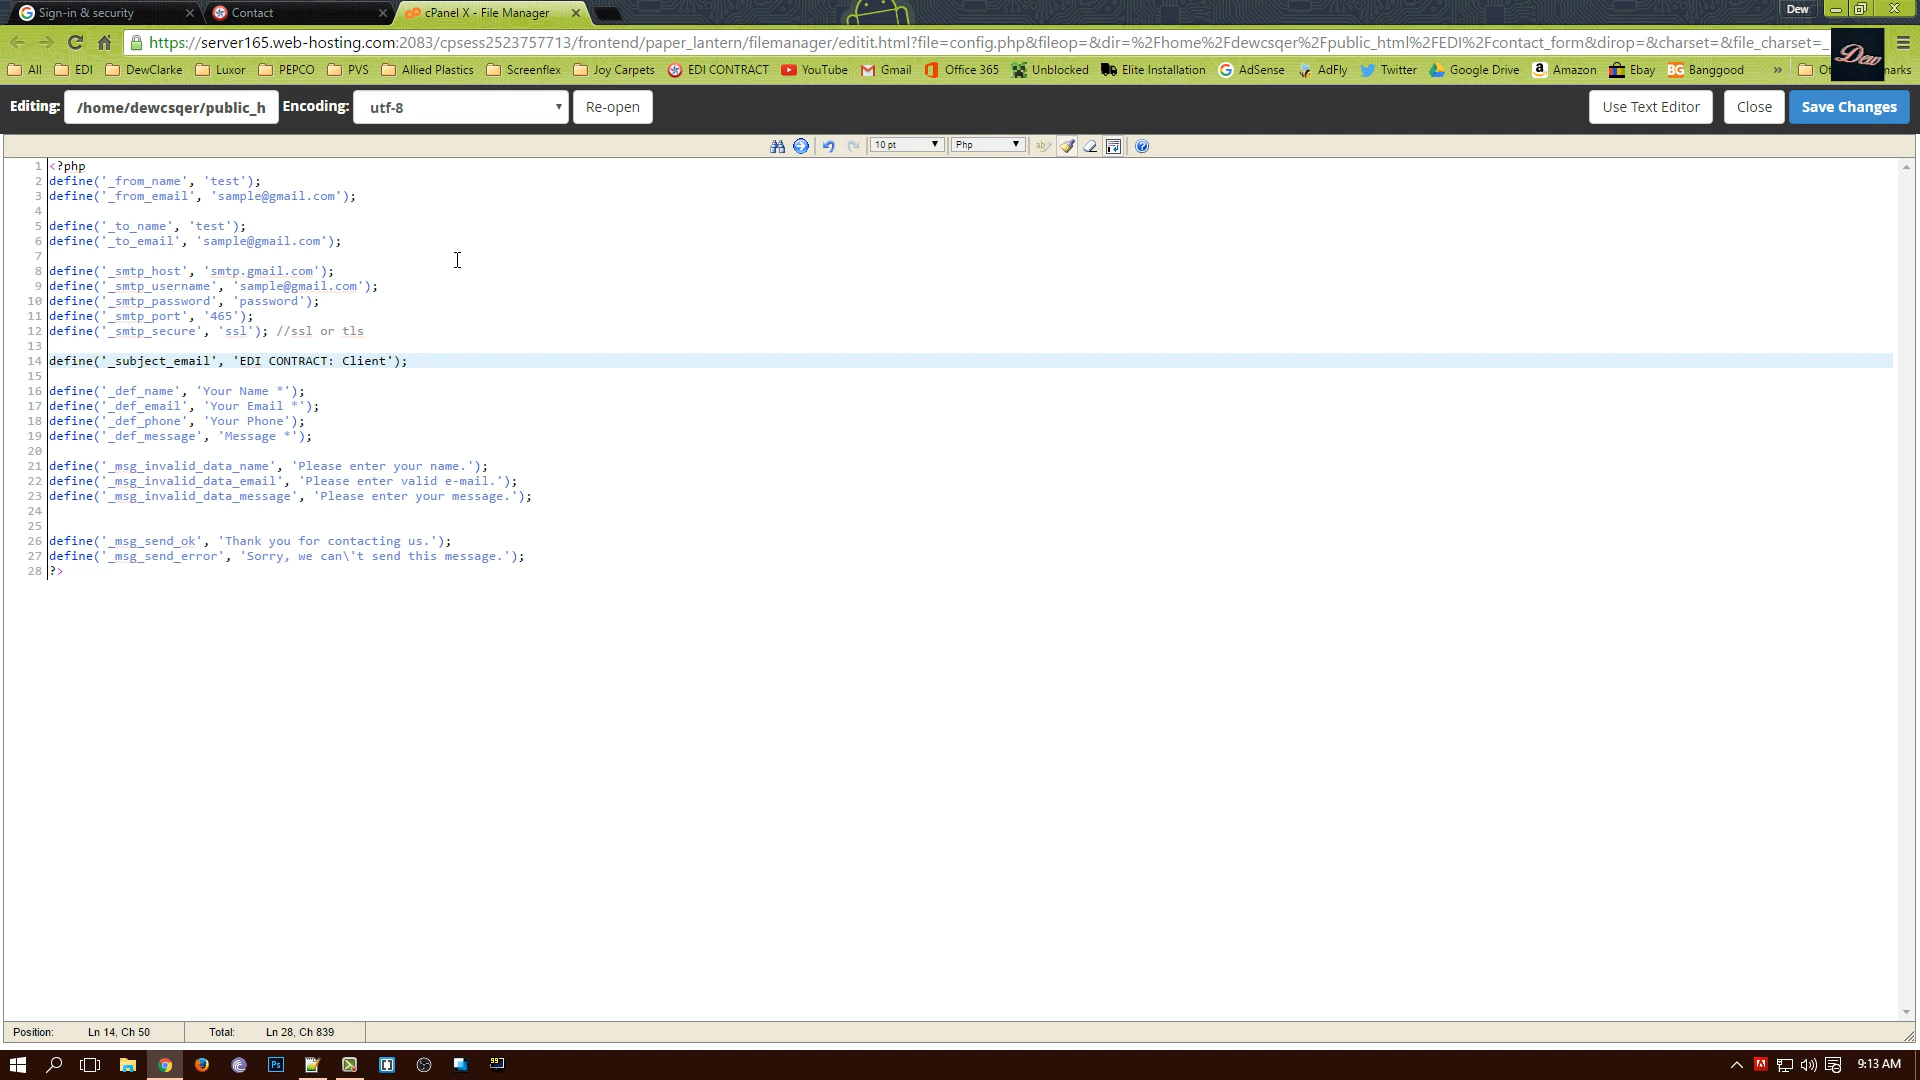 Sign-in & security
Contact
cPanel X - File Manager
Dew
https://server165.web-hosting.com:2083/cpsess2523757713/frontend/paper_lantern/filemanager/editit.html?file=config.php&fileop=&dir=%2Fhome%2Fdewcsqer%2Fpublic_html%2FEDI%2Fcontact_form&dirop=&charset=&file_charset=_
Dew
All EDI DewClarke Luxor PEPCO PVS Allied Plastics Screenflex Joy Carpets EDI CONTRACT YouTube Gmail Office 365 Unblocked Elite Installation AdSense AdFly Twitter Google Drive Amazon Ebay Banggood »
Editing: /home/dewcsqer/public_h Encoding: utf-8 Re-open Use Text Editor Close Save Changes
10 pt Php
1 <?php
2 define('_from_name', 'test');
3 define('_from_email', 'sample@gmail.com');
4
5 define('_to_name', 'test');
6 define('_to_email', 'sample@gmail.com');
7
8 define('_smtp_host', 'smtp.gmail.com');
9 define('_smtp_username', 'sample@gmail.com');
10 define('_smtp_password', 'password');
11 define('_smtp_port', '465');
12 define('_smtp_secure', 'ssl'); //ssl or tls
13
14 define('_subject_email', 'EDI CONTRACT: Client');
15
16 define('_def_name', 'Your Name *');
17 define('_def_email', 'Your Email *');
18 define('_def_phone', 'Your Phone');
19 define('_def_message', 'Message *');
20
21 define('_msg_invalid_data_name', 'Please enter your name.');
22 define('_msg_invalid_data_email', 'Please enter valid e-mail.');
23 define('_msg_invalid_data_message', 'Please enter your message.');
24
25
26 define('_msg_send_ok', 'Thank you for contacting us.');
27 define('_msg_send_error', 'Sorry, we can\'t send this message.');
28 ?>
Position: Ln 14, Ch 50 Total: Ln 28, Ch 839
Ps
9:13 AM